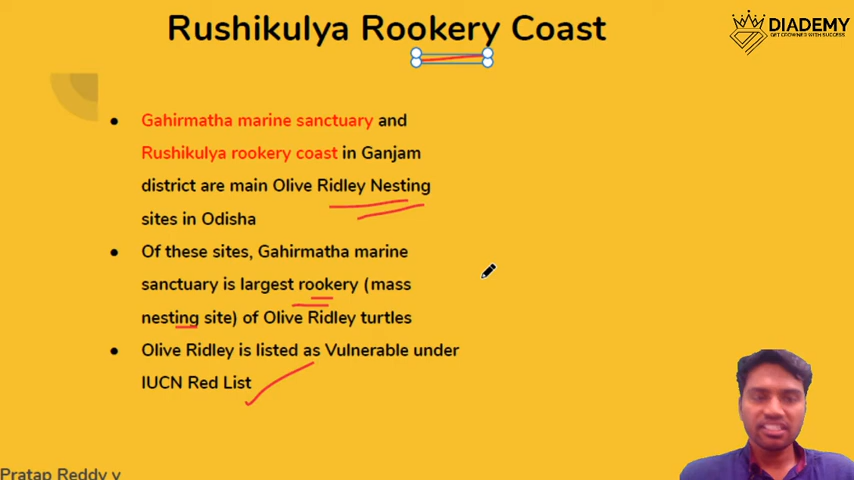 Rushikulya Rookery Coast
DIADEMY
GET CROWNED WITH SUCCESS
• Gahirmatha marine sanctuary and
Rushikulya rookery coast in Ganjam
district are main Olive Ridley Nesting
sites in Odisha
• Of these sites, Gahirmatha marine
sanctuary is largest rookery (mass
nesting site) of Olive Ridley turtles
• Olive Ridley is listed as Vulnerable under
IUCN Red List
Pratap Reddy v